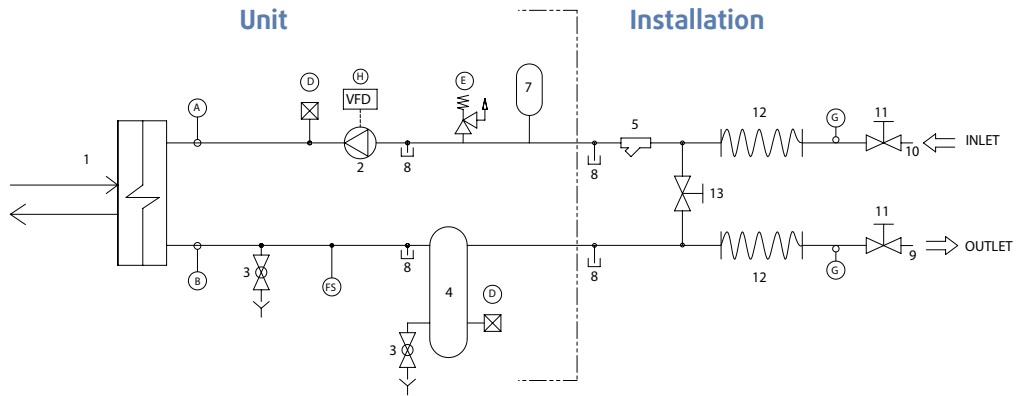 Unit
Installation
D
H
VFD
E
7
A
1
2
8
5
8
12
G
11
10
INLET
13
B
3
FS
8
4
D
3
8
12
G
11
9
OUTLET